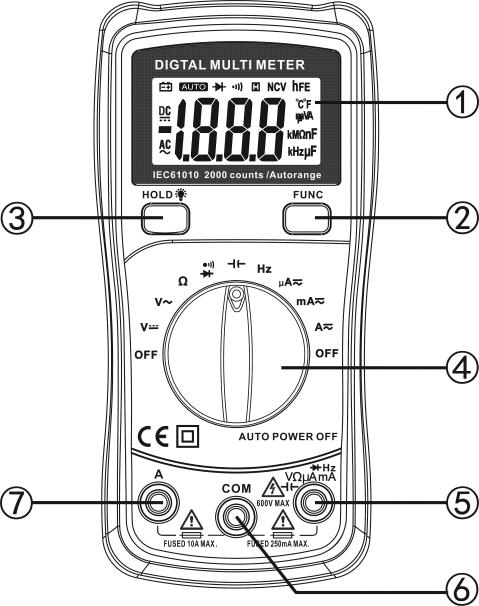 DIGTAL MULTI METER
AUTO H NCV hFE
DC
AC
1.8.8.8
°C°F
mµVA
kMΩnF
kHzµF
IEC61010 2000 counts /Autorange
①
HOLD FUNC
③ ②
Hz
Ω µA
V~ mA
V A
OFF OFF
④
CE AUTO POWER OFF
A COM Hz
VΩµAmA
600V MAX
⑦ ⑤
FUSED 10A MAX. FUSED 250mA MAX.
⑥